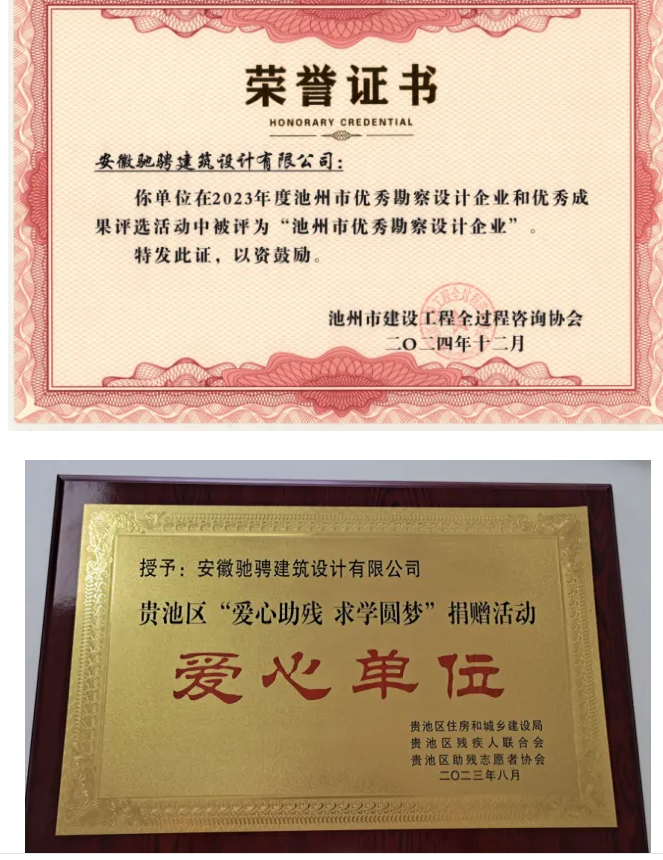 荣誉证书
HONORARY CREDENTIAL
安徽驰骋建筑设计有限公司：
你单位在2023年度池州市优秀勘察设计企业和优秀成
果评选活动中被评为“池州市优秀勘察设计企业”。
特发此证，以资鼓励。
池州市建设工程全过程咨询协会
二〇二四年十二月
授予：安徽驰骋建筑设计有限公司
贵池区“爱心助残 求学圆梦”捐赠活动
爱心单位
贵池区住房和城乡建设局
贵池区残疾人联合会
贵池区助残志愿者协会
二〇二三年八月